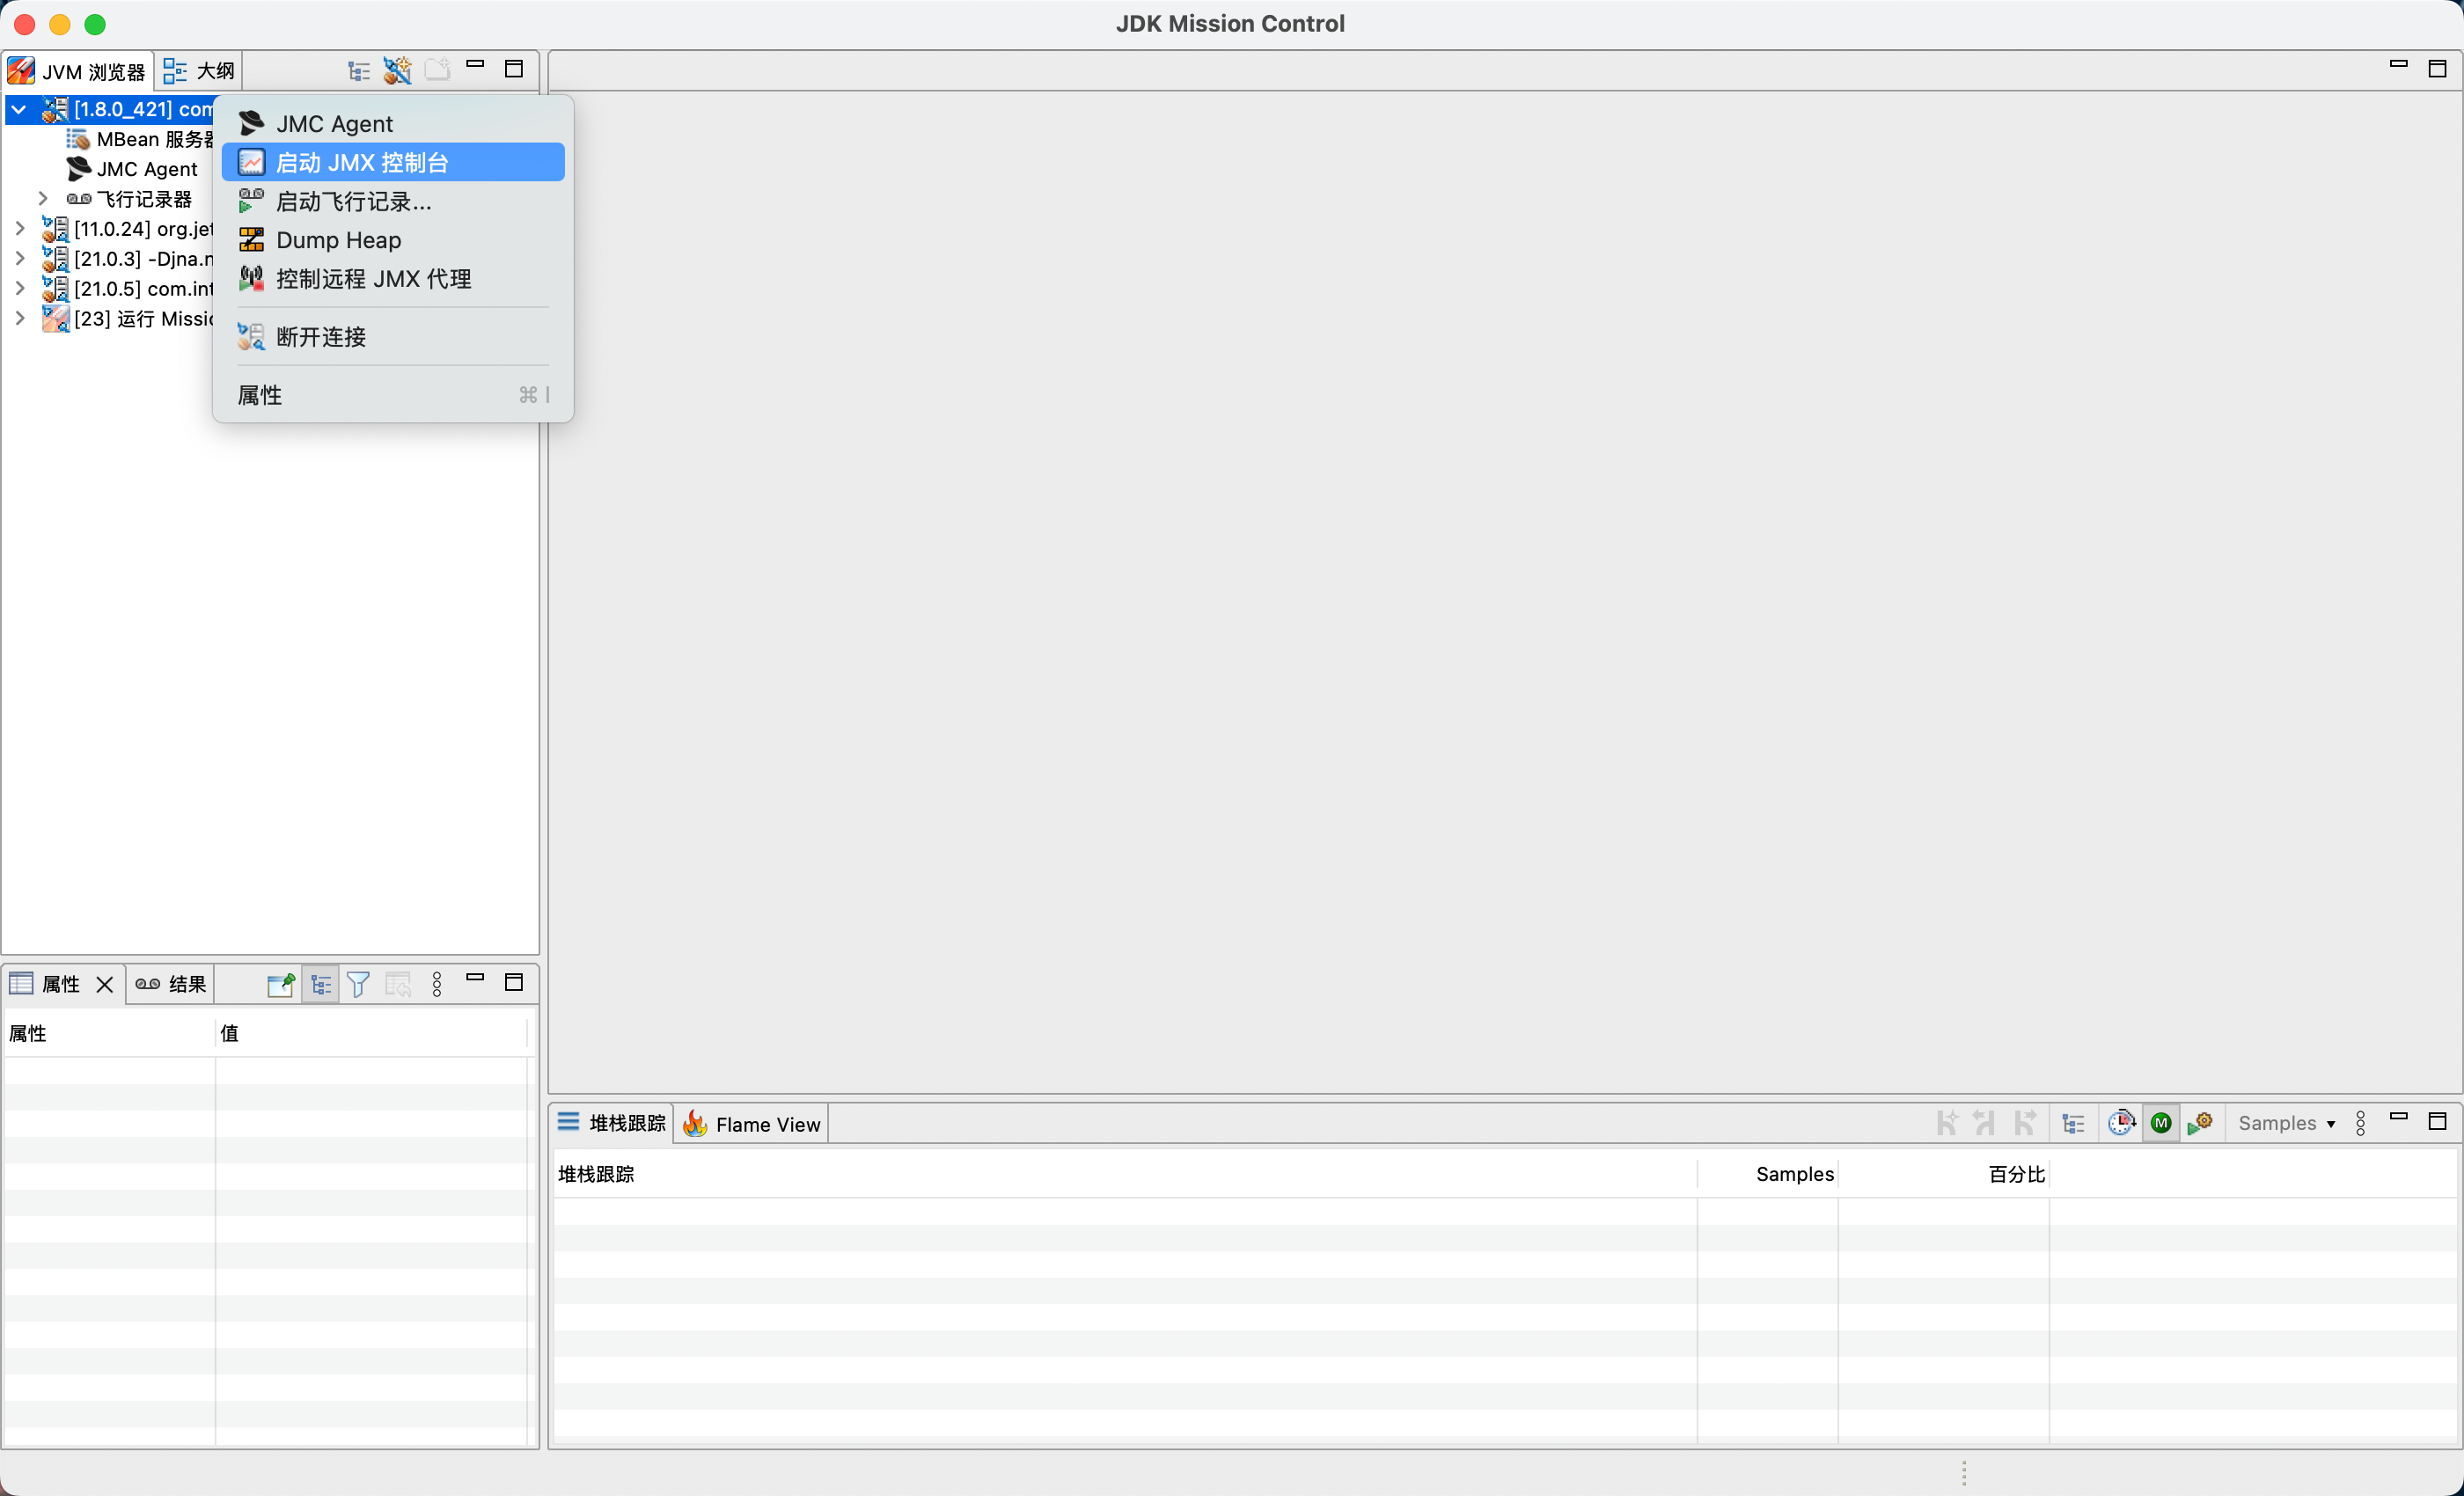 JDK Mission Control
JVM 浏览器
大纲
[1.8.0_421] com
MBean 服务器
JMC Agent
飞行记录器
[11.0.24] org.jet
[21.0.3] -Djna.n
[21.0.5] com.int
[23] 运行 Missio
JMC Agent
启动 JMX 控制台
启动飞行记录...
Dump Heap
控制远程 JMX 代理
断开连接
属性 ⌘ I
属性
结果
属性 值
堆栈跟踪
Flame View
Samples
堆栈跟踪 Samples 百分比